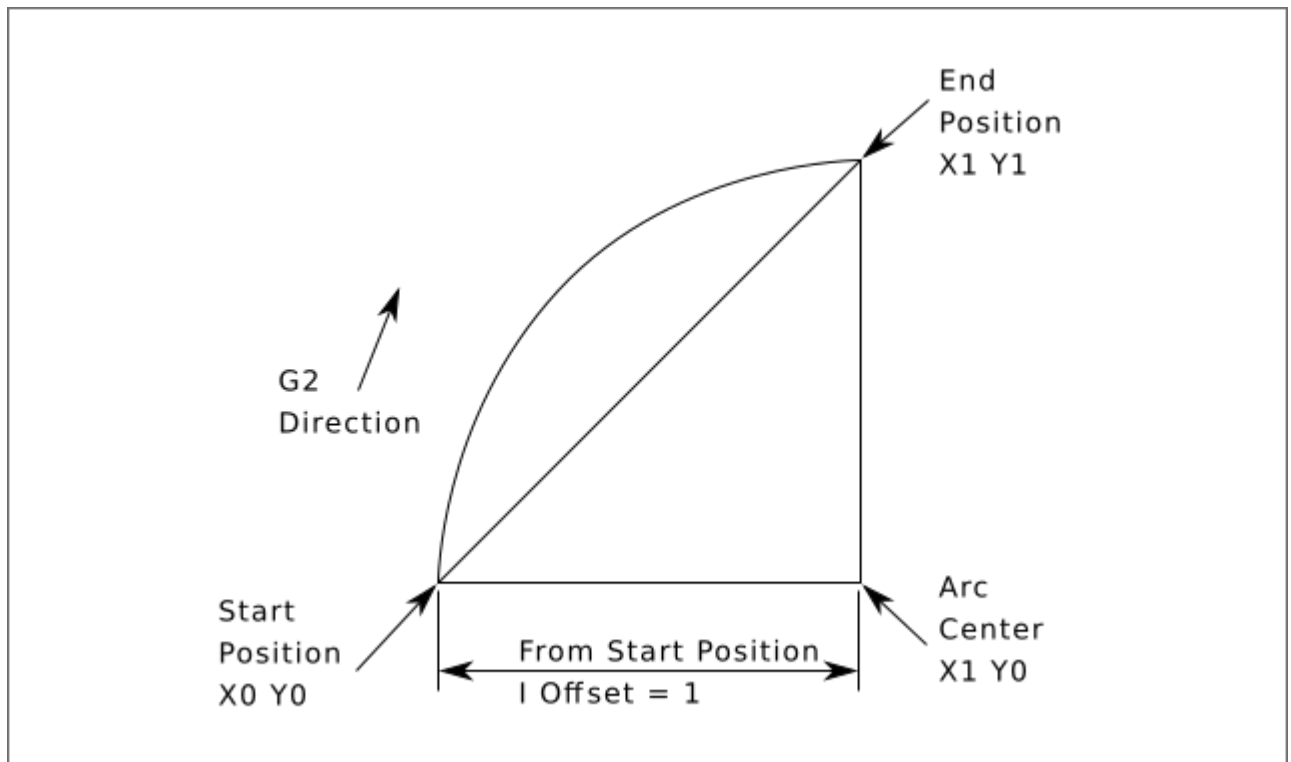 End
Position
X1 Y1
G2
Direction
Start
Position
X0 Y0
From Start Position
I Offset = 1
Arc
Center
X1 Y0